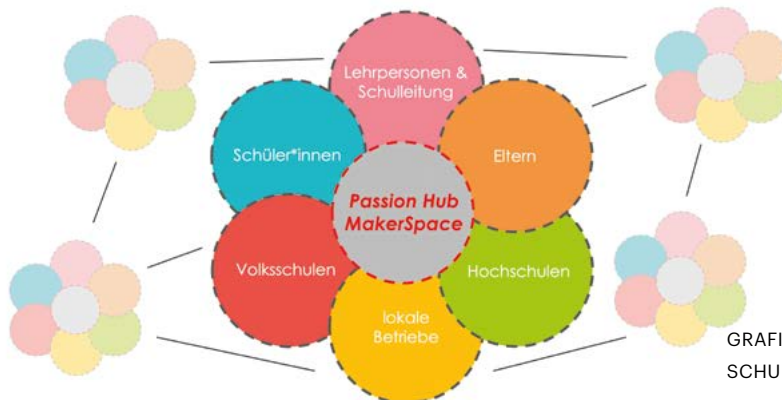 Lehrpersonen &
Schulleitung
Schüler*innen
Eltern
Passion Hub
MakerSpace
Volksschulen
Hochschulen
lokale
Betriebe
GRAFI
SCHU